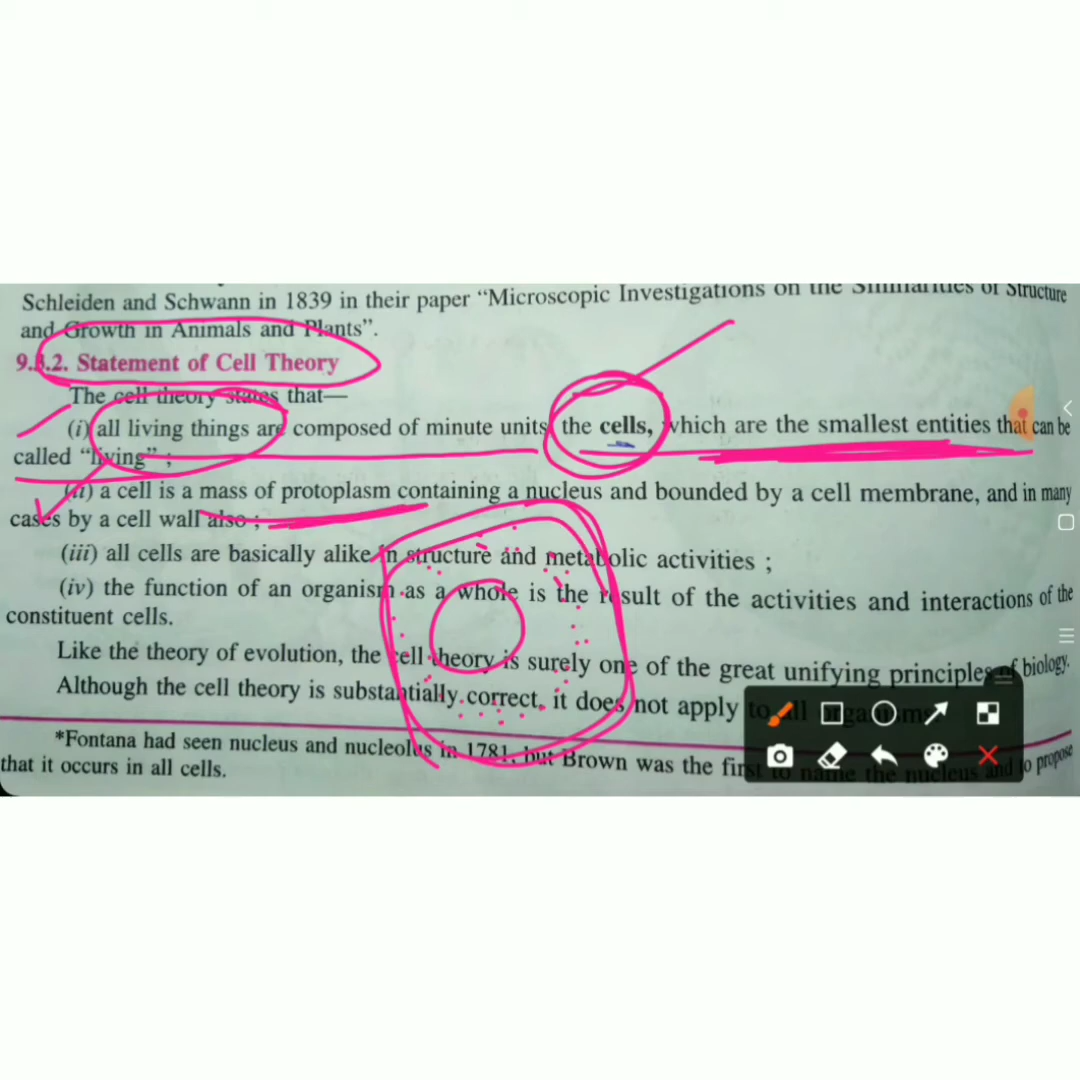 Schleiden and Schwann in 1839 in their paper “Microscopic Investigations on the Similarities of Structure
and Growth in Animals and Plants”.
9.3.2. Statement of Cell Theory
The cell theory states that—
(i) all living things are composed of minute units, the cells, which are the smallest entities that can be
called “living” ;
(ii) a cell is a mass of protoplasm containing a nucleus and bounded by a cell membrane, and in many
cases by a cell wall also ;
(iii) all cells are basically alike in structure and metabolic activities ;
(iv) the function of an organism as a whole is the result of the activities and interactions of the
constituent cells.
Like the theory of evolution, the cell theory is surely one of the great unifying principles of biology.
Although the cell theory is substantially correct, it does not apply to all organisms
*Fontana had seen nucleus and nucleolus in 1781, but Brown was the first to name the nucleus and to propose
that it occurs in all cells.